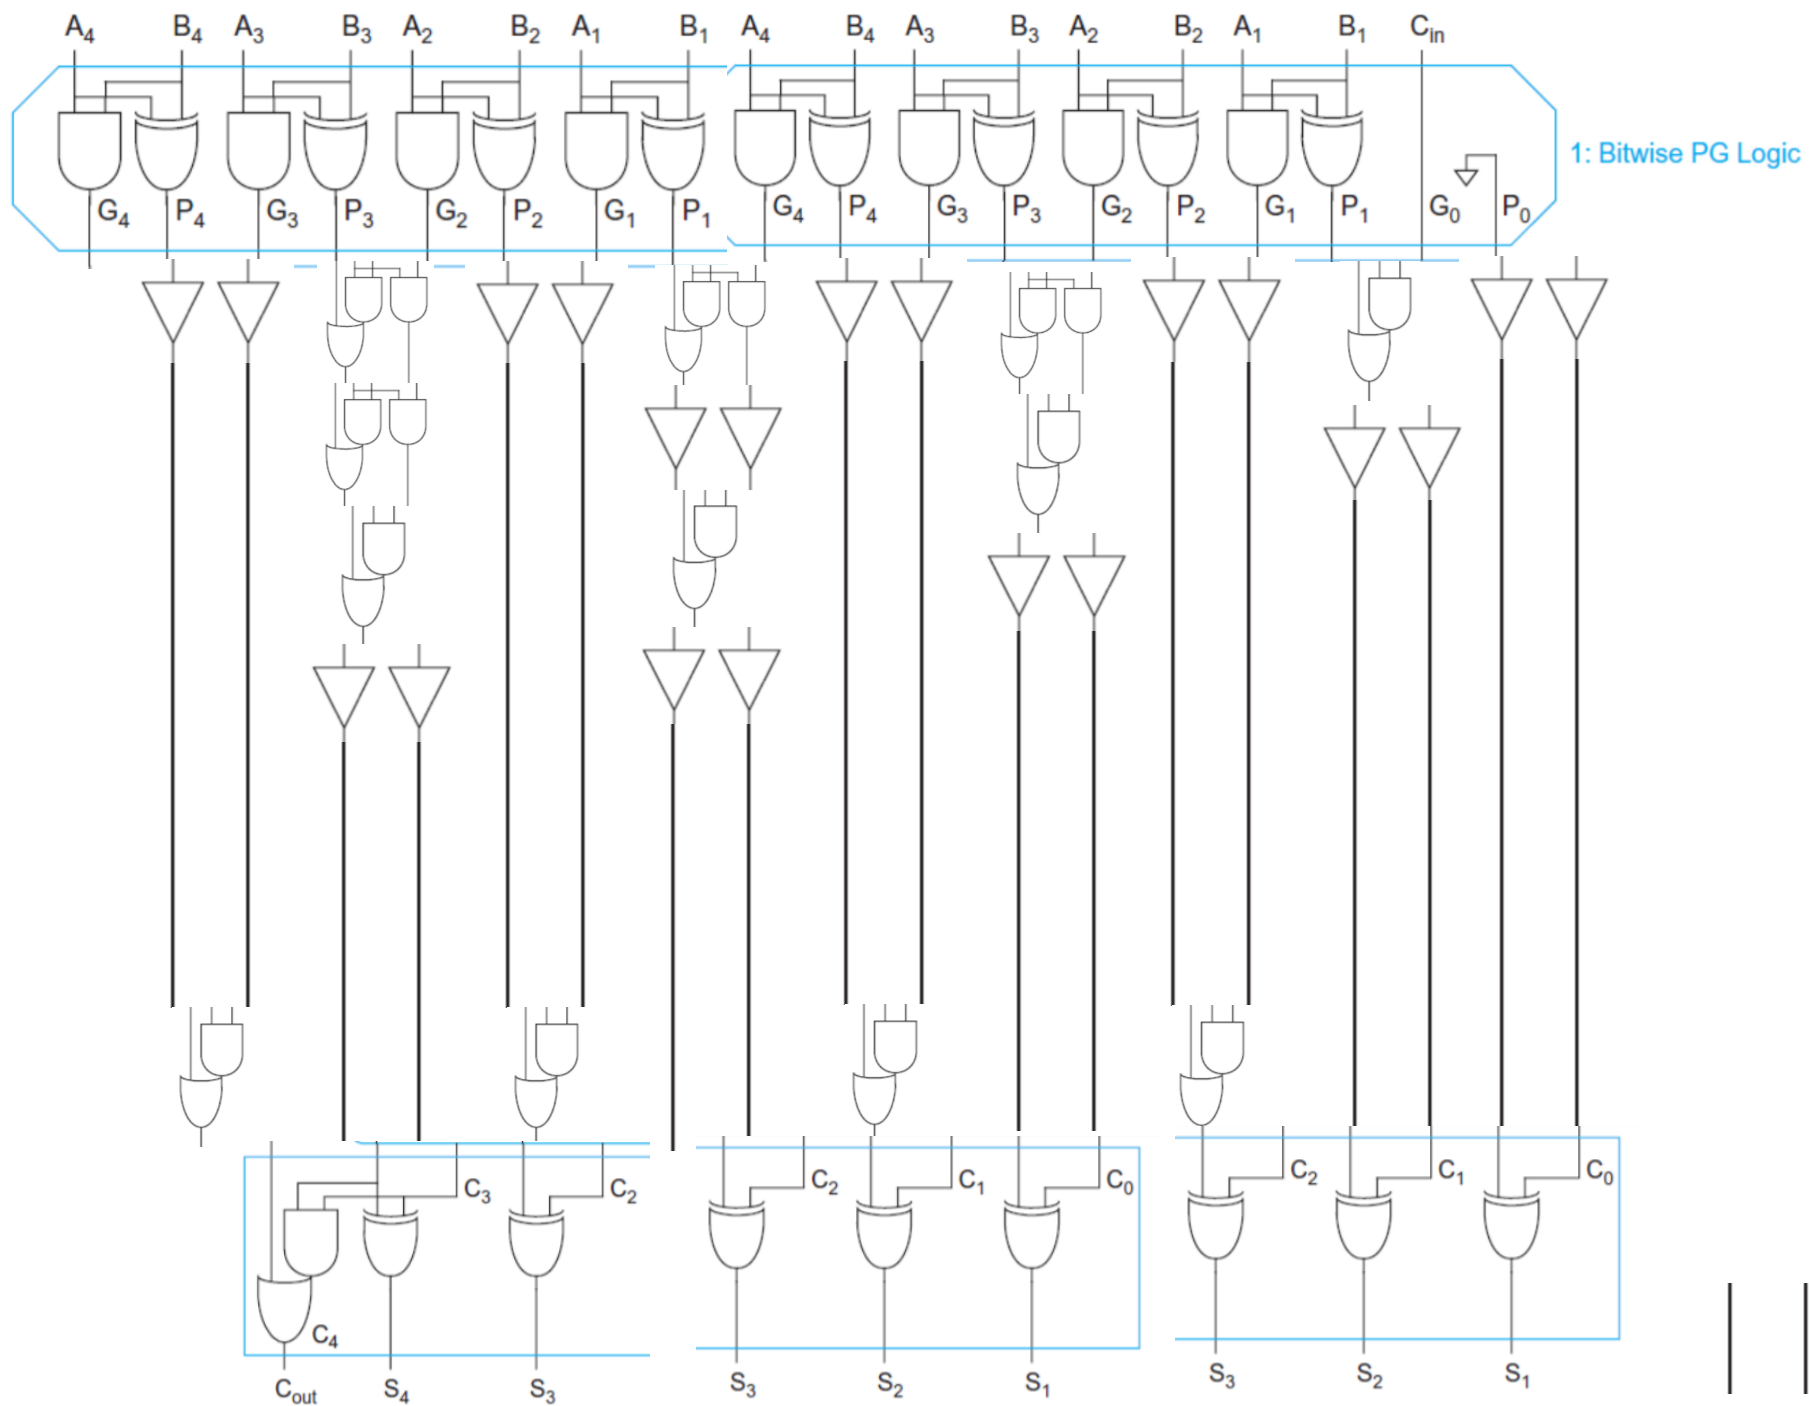 A4 B4 A3 B3 A2 B2 A1 B1 A4 B4 A3 B3 A2 B2 A1 B1 Cin
1: Bitwise PG Logic
G4 P4 G3 P3 G2 P2 G1 P1 G4 P4 G3 P3 G2 P2 G1 P1 G0 P0
C3 C2 C2 C1 C0 C2 C1 C0
C4
Cout S4 S3 S3 S2 S1 S3 S2 S1